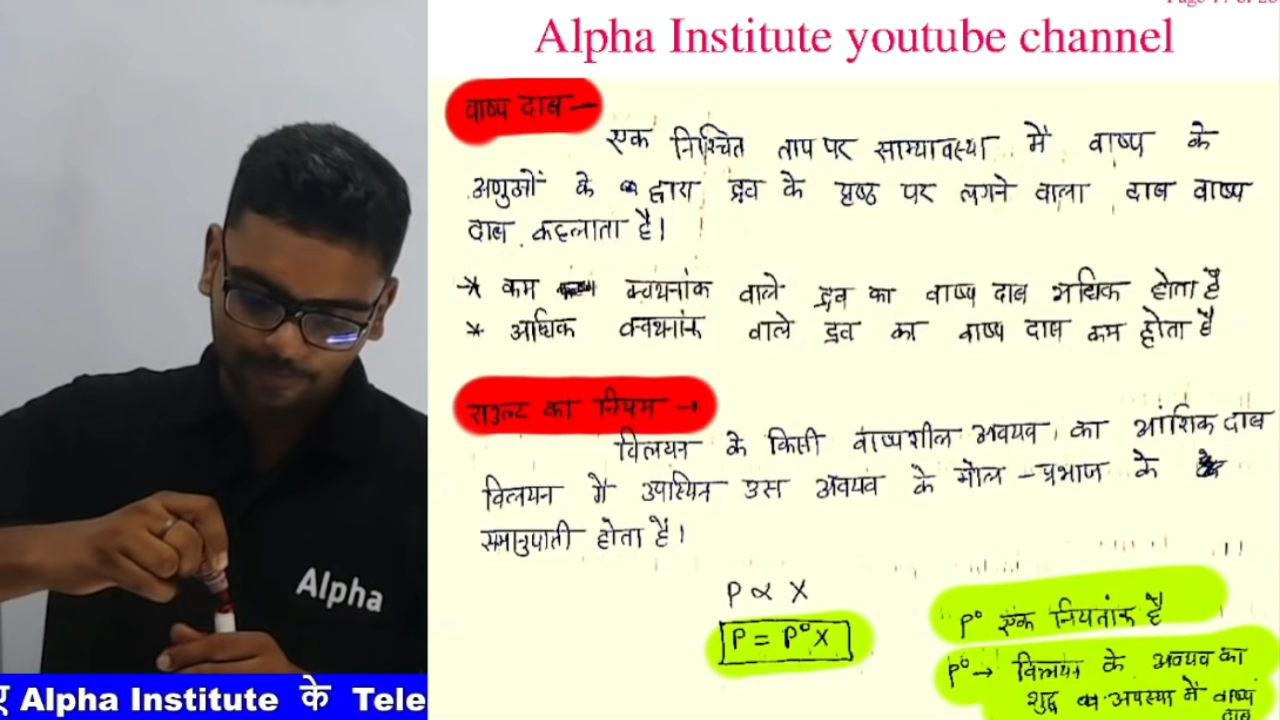 Alpha Institute youtube channel
वाष्प दाब →
एक निश्चित ताप पर साम्यावस्था में वाष्प के
अणुओं के द्वारा द्रव के पृष्ठ पर लगने वाला दाब वाष्प
दाब कहलाता है।
* कम क्वथनांक वाले द्रव का वाष्प दाब अधिक होता है
* अधिक क्वथनांक वाले द्रव का वाष्प दाब कम होता है
राउल्ट का नियम →
विलयन के किसी वाष्पशील अवयव का आंशिक दाब
विलयन में उपस्थित उस अवयव के मोल - प्रभाज के
समानुपाती होता है।
P ∝ X
P = P° X
P° एक नियतांक है
P° → विलयन के अवयव का
शुद्ध अवस्था में वाष्प
दाब
Alpha
Alpha Institute के Tele